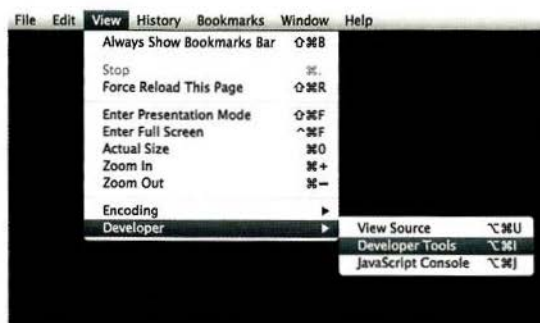 File Edit View History Bookmarks Window Help
Always Show Bookmarks Bar ⇧⌘B
Stop ⌘.
Force Reload This Page ⇧⌘R
Enter Presentation Mode ⇧⌘F
Enter Full Screen ^⌘F
Actual Size ⌘0
Zoom In ⌘+
Zoom Out ⌘−
Encoding ▶
Developer ▶
View Source ⌥⌘U
Developer Tools ⌥⌘I
JavaScript Console ⌥⌘J